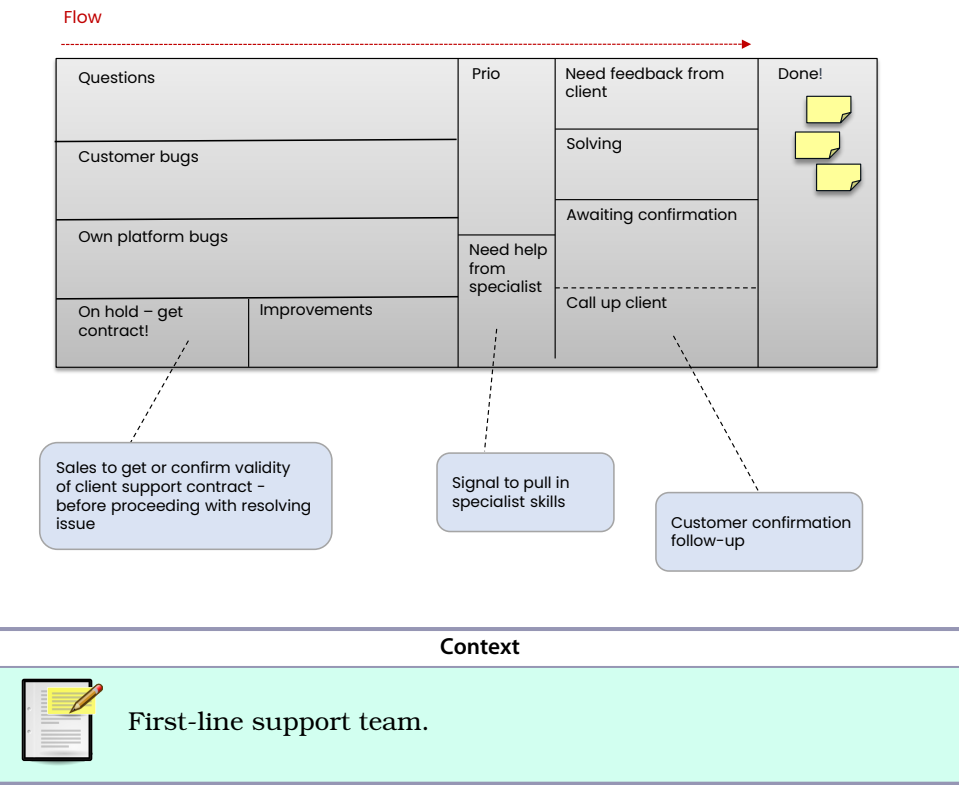 Flow
Questions
Customer bugs
Own platform bugs
On hold – get
contract!
Improvements
Prio
Need help
from
specialist
Need feedback from
client
Solving
Awaiting confirmation
Call up client
Done!
Sales to get or confirm validity
of client support contract -
before proceeding with resolving
issue
Signal to pull in
specialist skills
Customer confirmation
follow-up
Context
First-line support team.